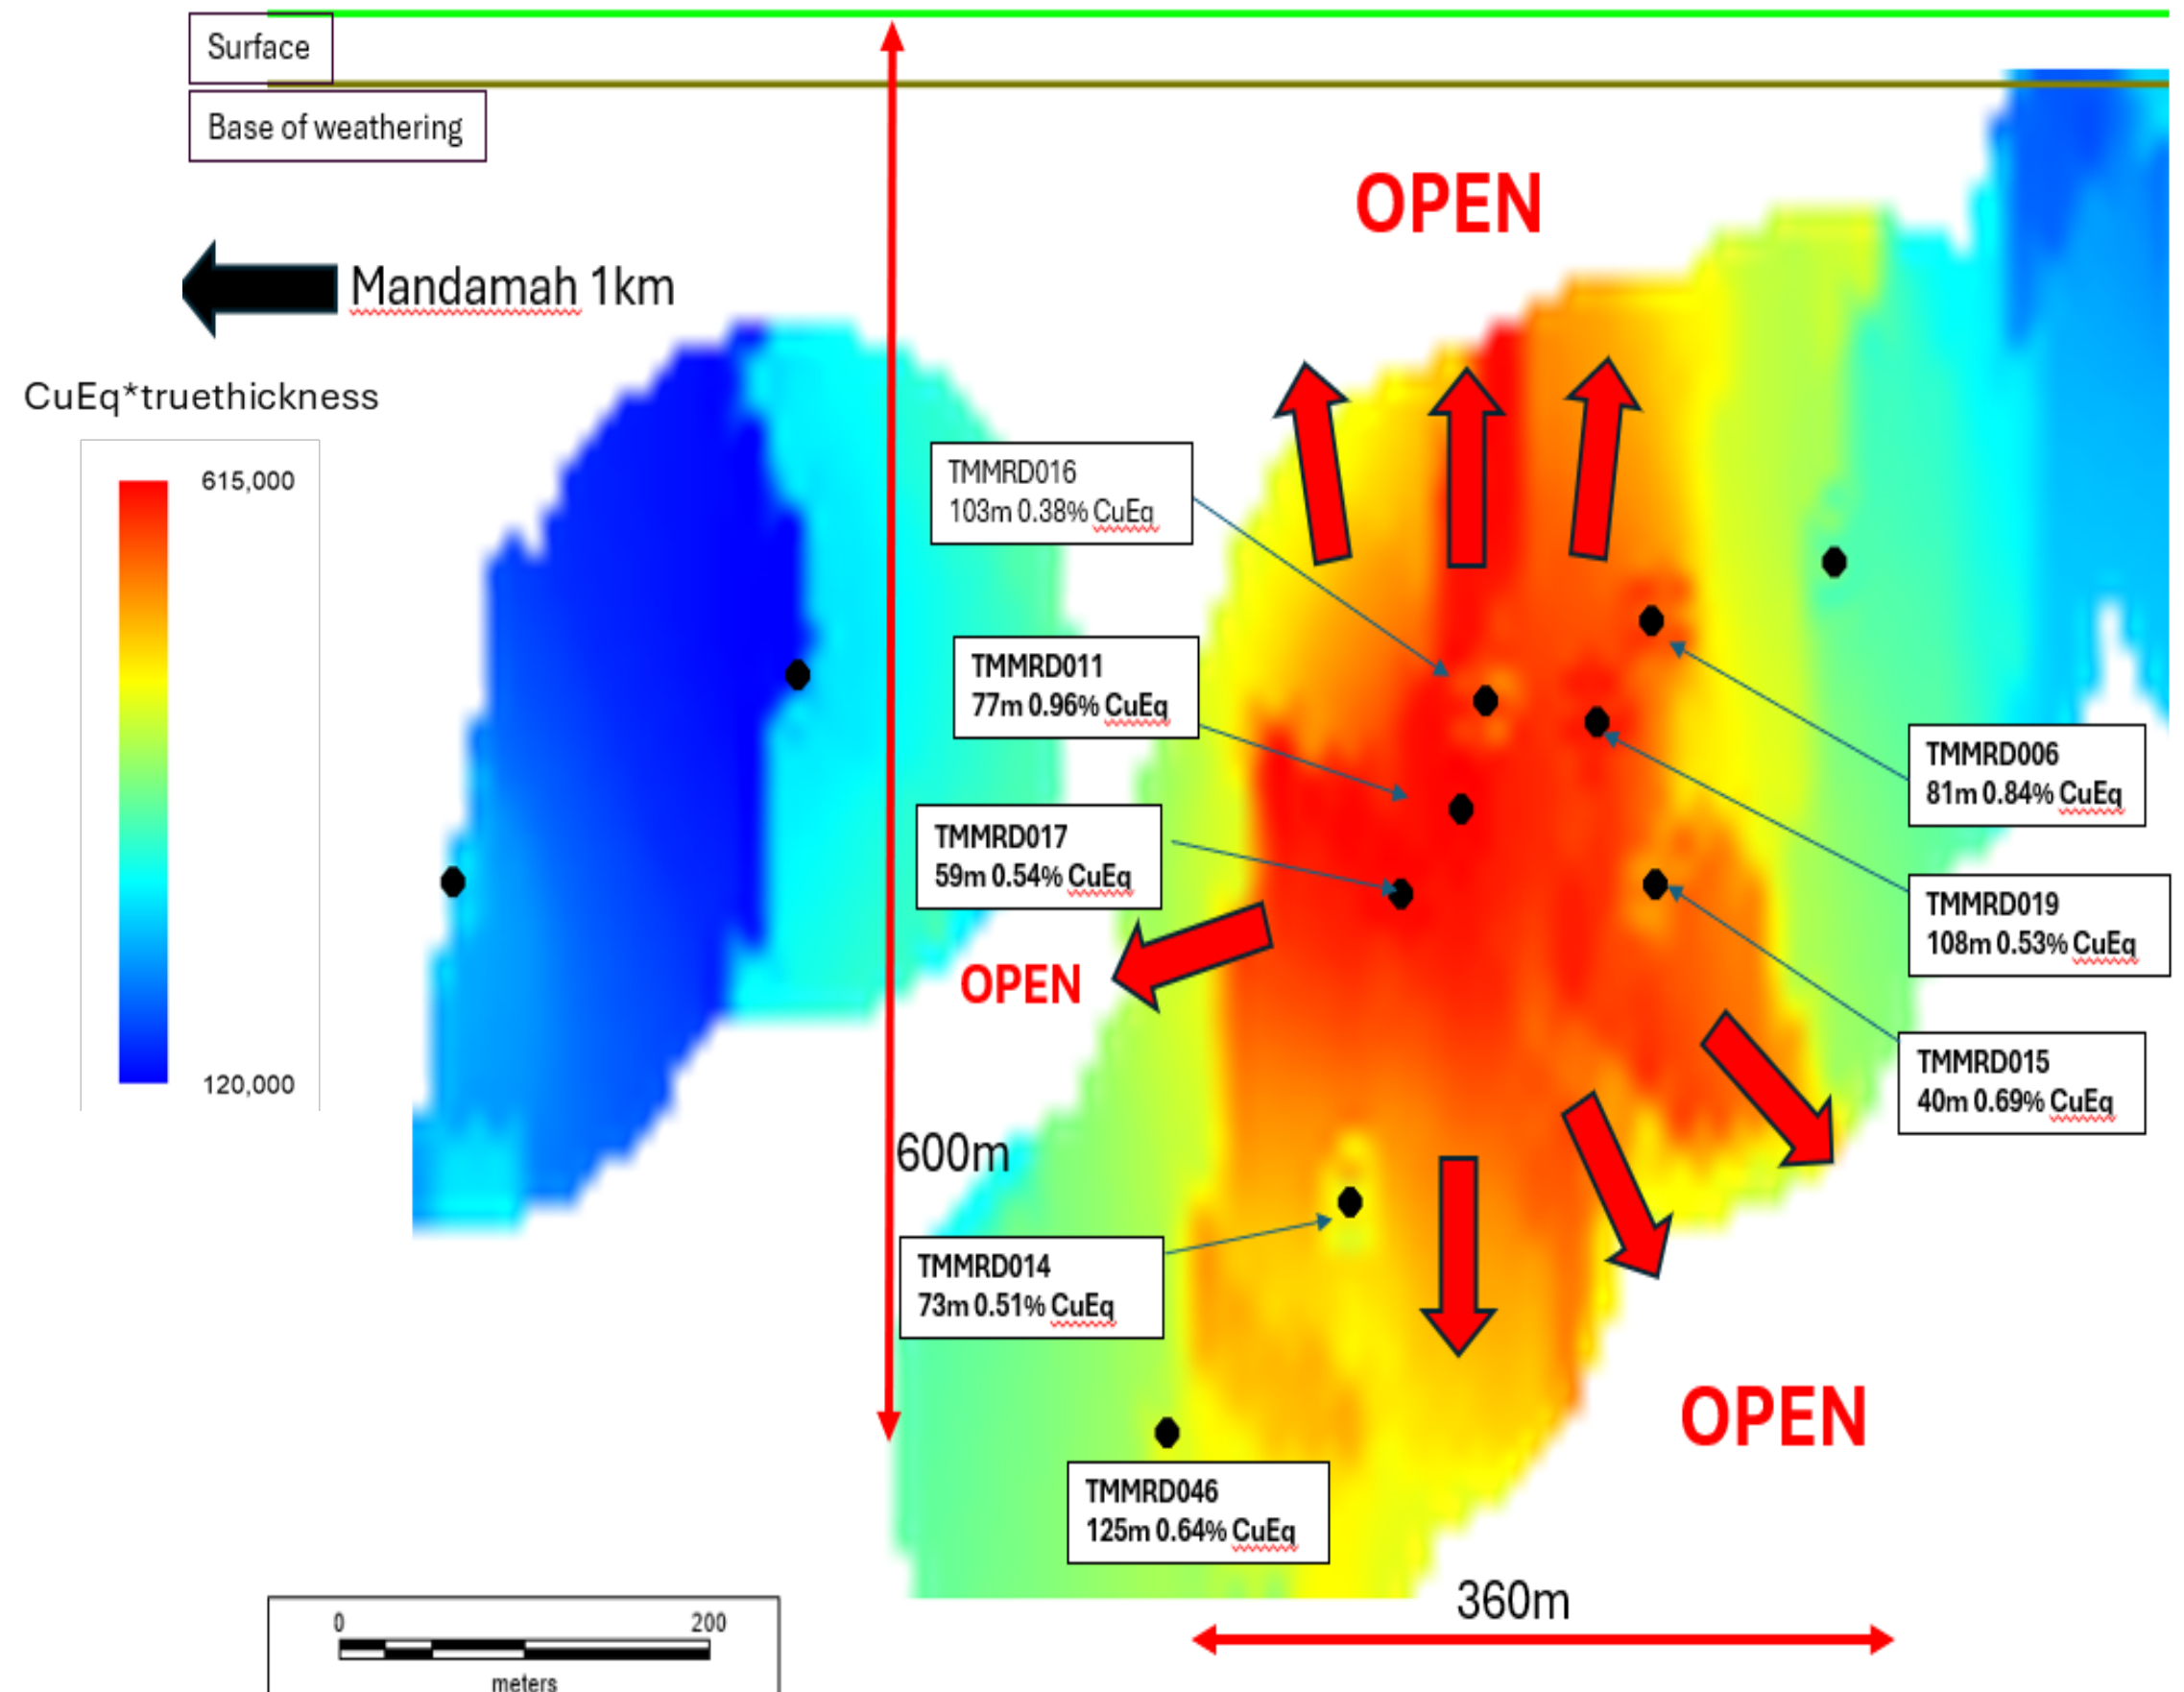 Surface
Base of weathering
OPEN
Mandamah 1km
CuEq*truethickness
615,000
120,000
TMMRD016
103m 0.38% CuEq
TMMRD011
77m 0.96% CuEq
TMMRD017
59m 0.54% CuEq
OPEN
TMMRD006
81m 0.84% CuEq
TMMRD019
108m 0.53% CuEq
TMMRD015
40m 0.69% CuEq
600m
TMMRD014
73m 0.51% CuEq
OPEN
TMMRD046
125m 0.64% CuEq
360m
0 200
meters